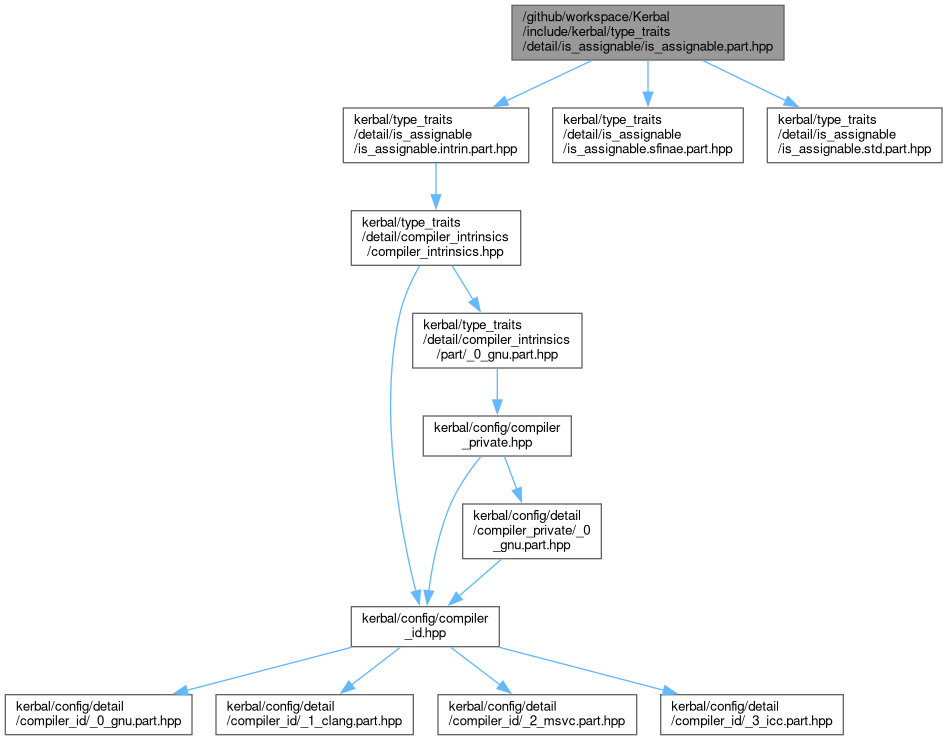 /github/workspace/Kerbal
/include/kerbal/type_traits
/detail/is_assignable/is_assignable.part.hpp
kerbal/type_traits
/detail/is_assignable
/is_assignable.intrin.part.hpp
kerbal/type_traits
/detail/is_assignable
/is_assignable.sfinae.part.hpp
kerbal/type_traits
/detail/is_assignable
/is_assignable.std.part.hpp
kerbal/type_traits
/detail/compiler_intrinsics
/compiler_intrinsics.hpp
kerbal/type_traits
/detail/compiler_intrinsics
/part/_0_gnu.part.hpp
kerbal/config/compiler
_private.hpp
kerbal/config/detail
/compiler_private/_0
_gnu.part.hpp
kerbal/config/compiler
_id.hpp
kerbal/config/detail
/compiler_id/_0_gnu.part.hpp
kerbal/config/detail
/compiler_id/_1_clang.part.hpp
kerbal/config/detail
/compiler_id/_2_msvc.part.hpp
kerbal/config/detail
/compiler_id/_3_icc.part.hpp